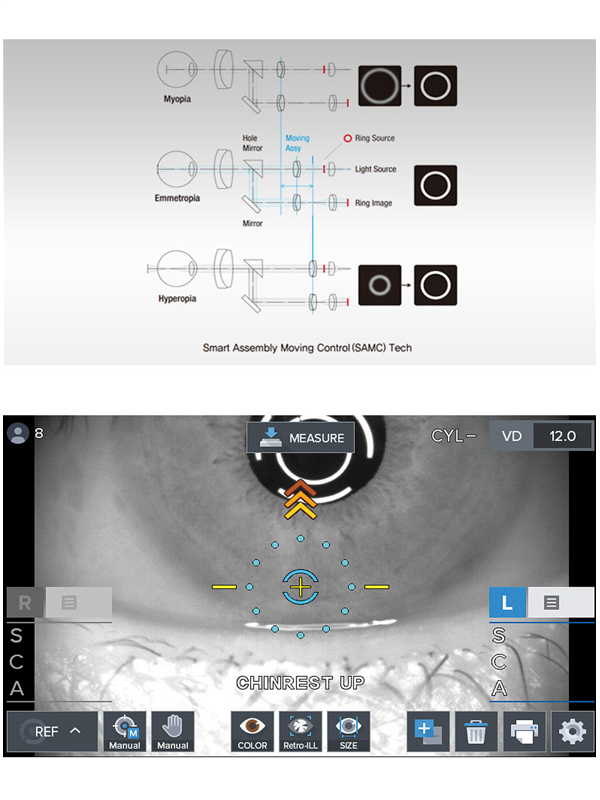 Myopia
Hole
Mirror
Moving
Assy
Ring Source
Light Source
Emmetropia
Ring Image
Mirror
Hyperopia
Smart Assembly Moving Control (SAMC) Tech
8
MEASURE
CYL−
VD
12.0
R
L
S
C
A
S
C
A
CHINREST UP
REF
M
Manual
Manual
COLOR
Retro-ILL
SIZE